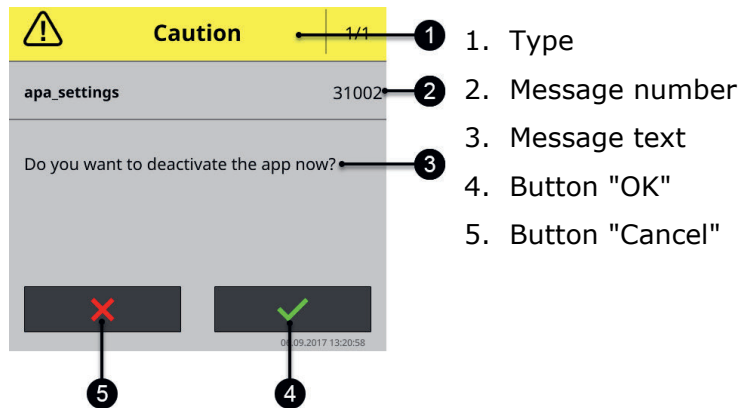 Caution 1/1
apa_settings 31002
Do you want to deactivate the app now?
13:20:58
1
2
3
5
4
1. Type
2. Message number
3. Message text
4. Button "OK"
5. Button "Cancel"